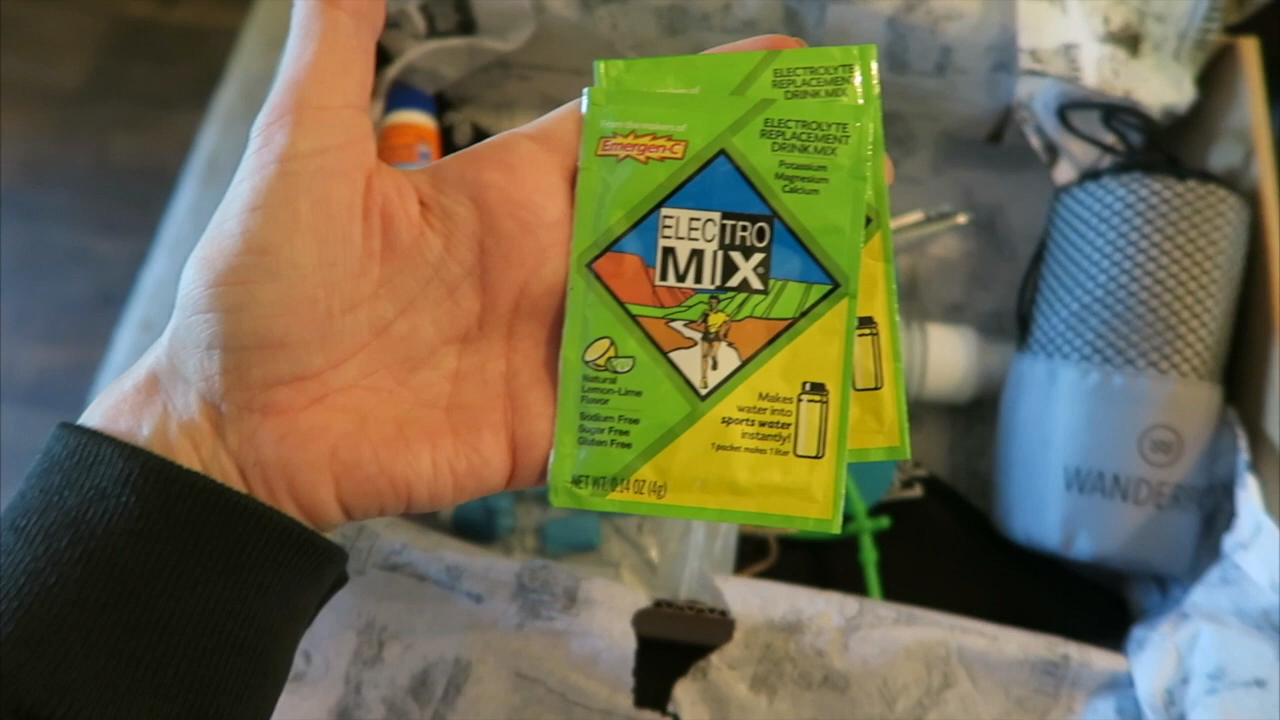 ELECTROLYTE
REPLACEMENT
DRINK MIX
From the makers of
Emergen-C
ELECTROLYTE
REPLACEMENT
DRINK MIX
Potassium
Magnesium
Calcium
ELECTRO
MIX
Natural
Lemon-Lime
Flavor
Sodium Free
Sugar Free
Gluten Free
Makes
water into
sports water
instantly!
1 packet makes 1 liter
NET WT. 0.14 OZ (4g)